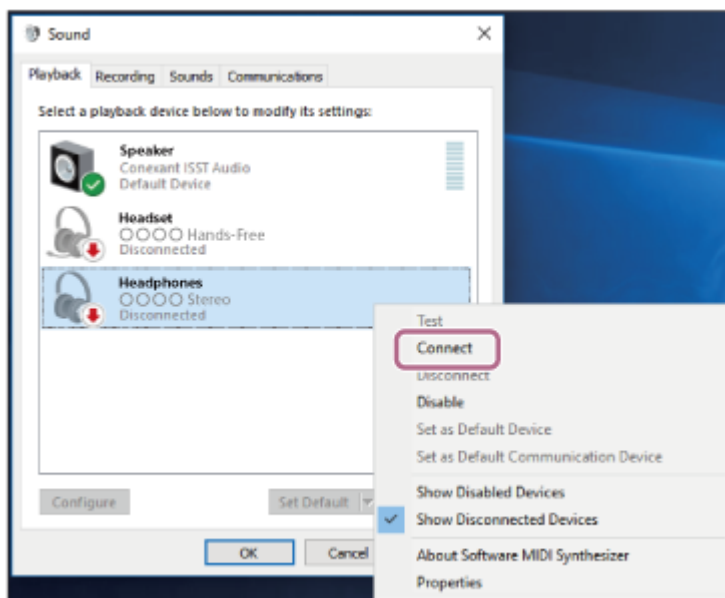 Sound
Playback Recording Sounds Communications
Select a playback device below to modify its settings:
Speaker
Conexant ISST Audio
Default Device
Headset
○○○○ Hands-Free
Disconnected
Headphones
○○○○ Stereo
Disconnected
Test
Connect
Disconnect
Disable
Set as Default Device
Set as Default Communication Device
Show Disabled Devices
Show Disconnected Devices
About Software MIDI Synthesizer
Properties
Configure Set Default
OK Cancel